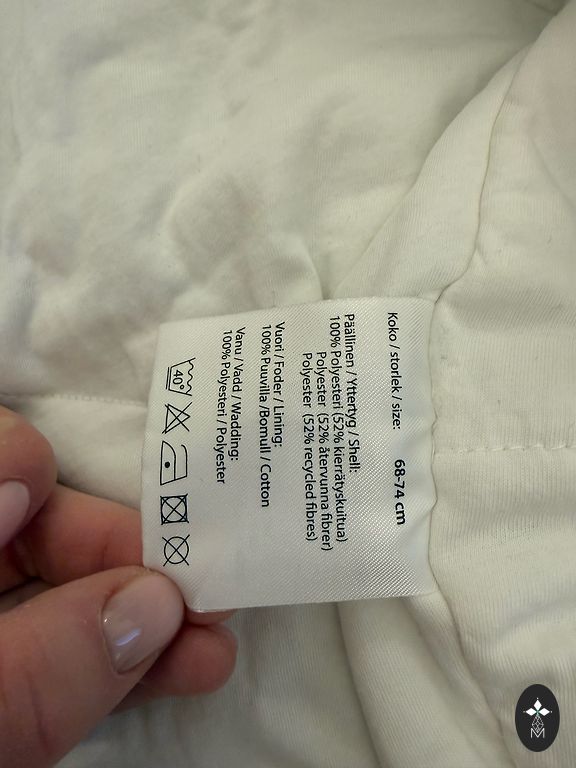 Koko / storlek / size: 68-74 cm
Päällinen / Yttertyg / Shell:
100% Polyesteri (52% kierrätyskuitua)
Polyester (52% återvunna fibrer)
Polyester (52% recycled fibres)
Vuori / Foder / Lining:
100% Puuvilla /Bomull / Cotton
Vanu / Vadd / Wadding:
100% Polyesteri / Polyester
40°
M